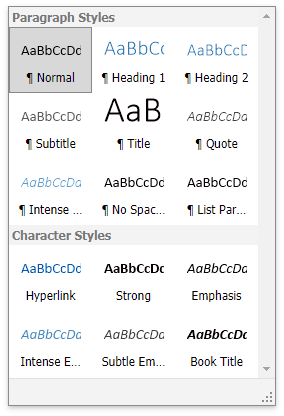 Paragraph Styles
AaBbCcDd AaBbCc AaBbCcDd
¶ Normal ¶ Heading 1 ¶ Heading 2
AaBbCcDd AaB AaBbCcDd
¶ Subtitle ¶ Title ¶ Quote
AaBbCcDd AaBbCcDd AaBbCcDd
¶ Intense ... ¶ No Spac... ¶ List Par...
Character Styles
AaBbCcDd AaBbCcDd AaBbCcDd
Hyperlink Strong Emphasis
AaBbCcDd AaBbCcDd AaBbCcDd
Intense E... Subtle Em... Book Title